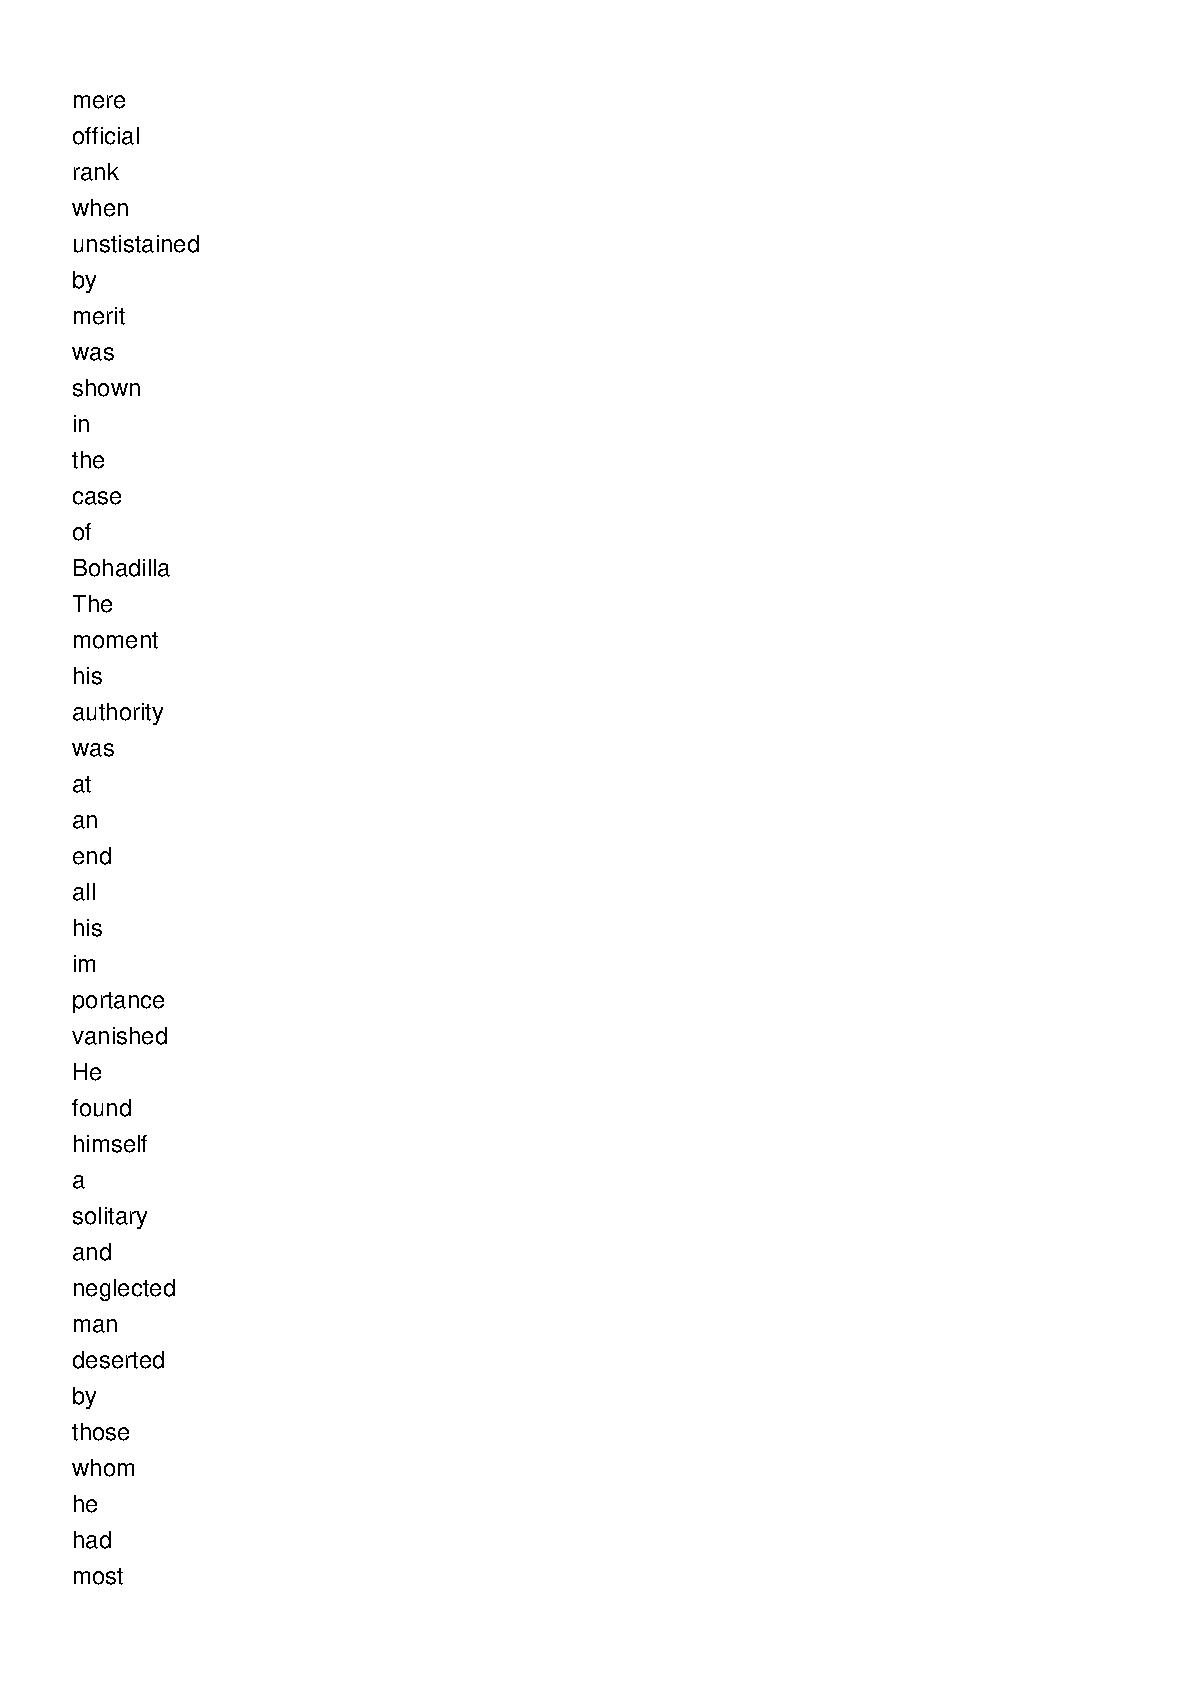 mere
official
rank
when
unstistained
by
merit
was
shown
in
the
case
of
Bohadilla
The
moment
his
authority
was
at
an
end
all
his
im
portance
vanished
He
found
himself
a
solitary
and
neglected
man
deserted
by
those
whom
he
had
most